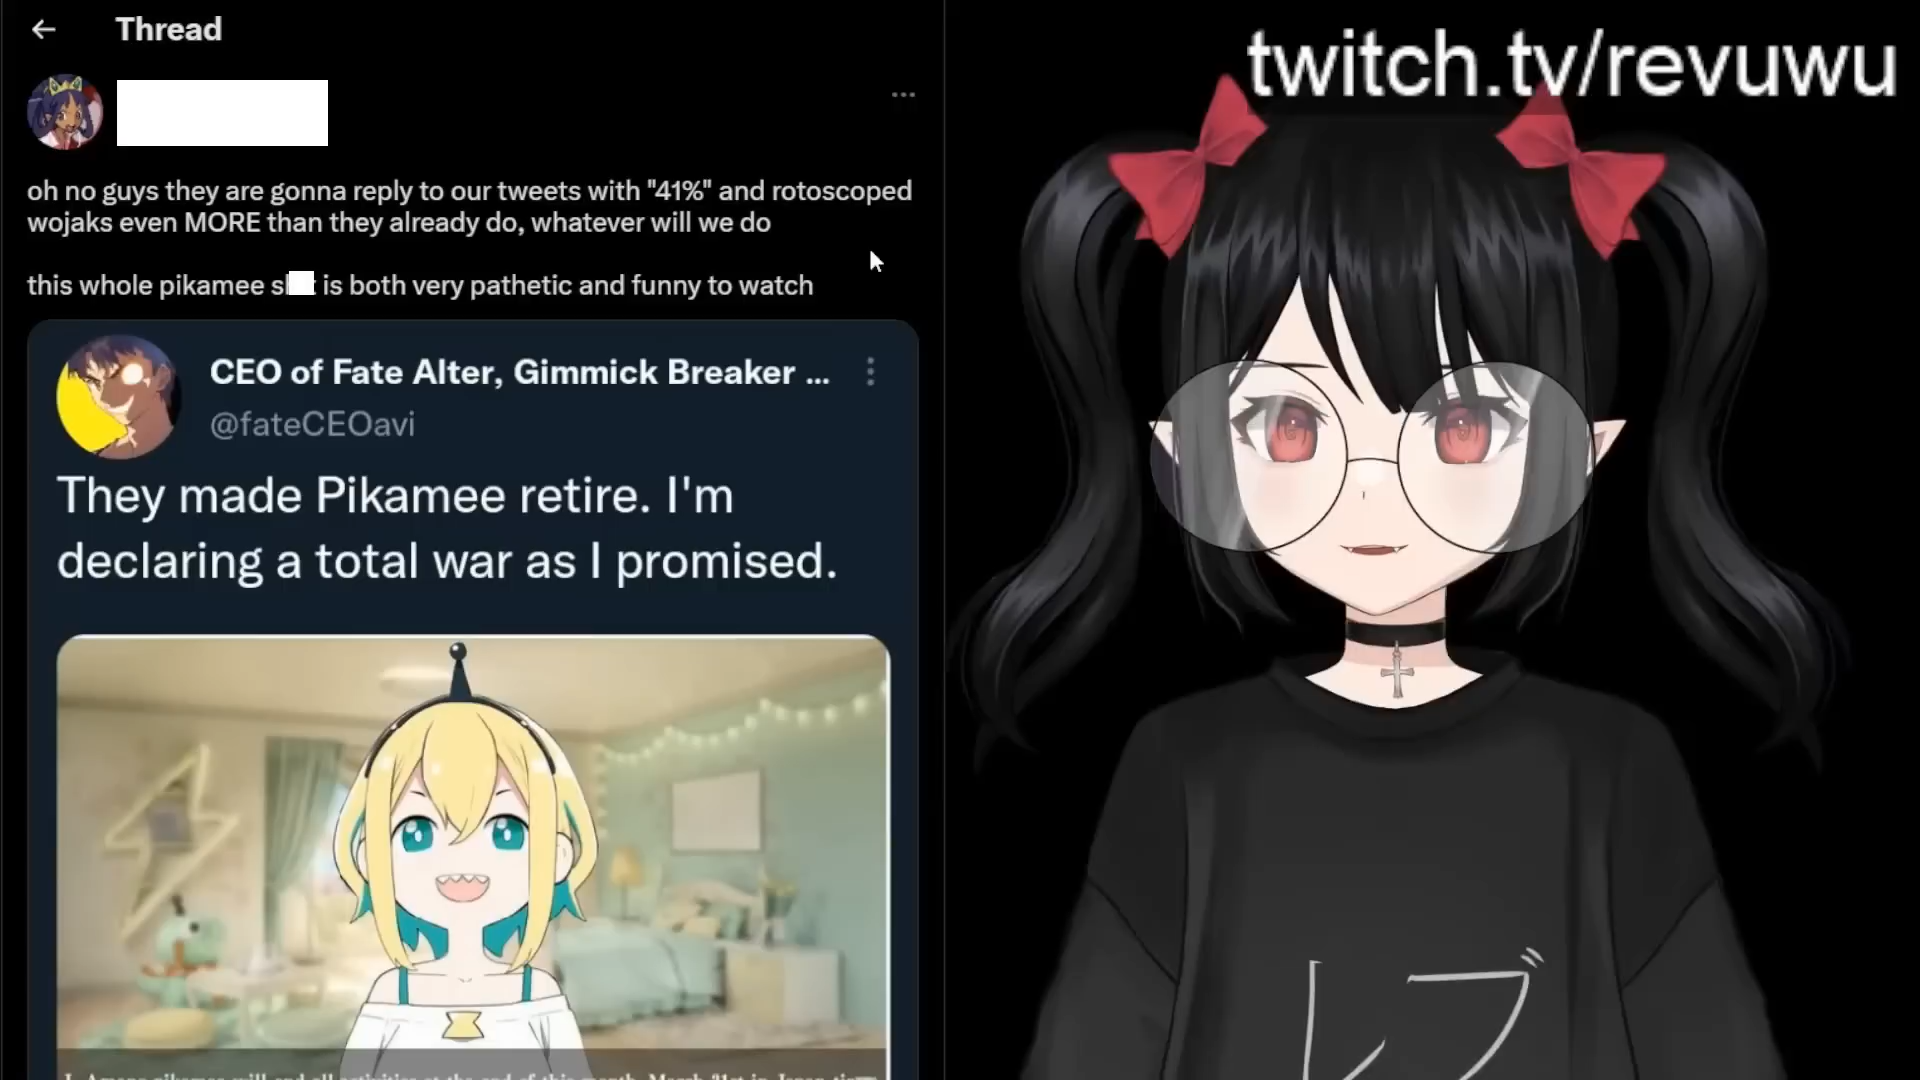 Thread
twitch.tv/revuwu
oh no guys they are gonna reply to our tweets with "41%" and rotoscoped
wojaks even MORE than they already do, whatever will we do
this whole pikamee s t is both very pathetic and funny to watch
CEO of Fate Alter, Gimmick Breaker ...
@fateCEOavi
They made Pikamee retire. I'm
declaring a total war as I promised.
レブ